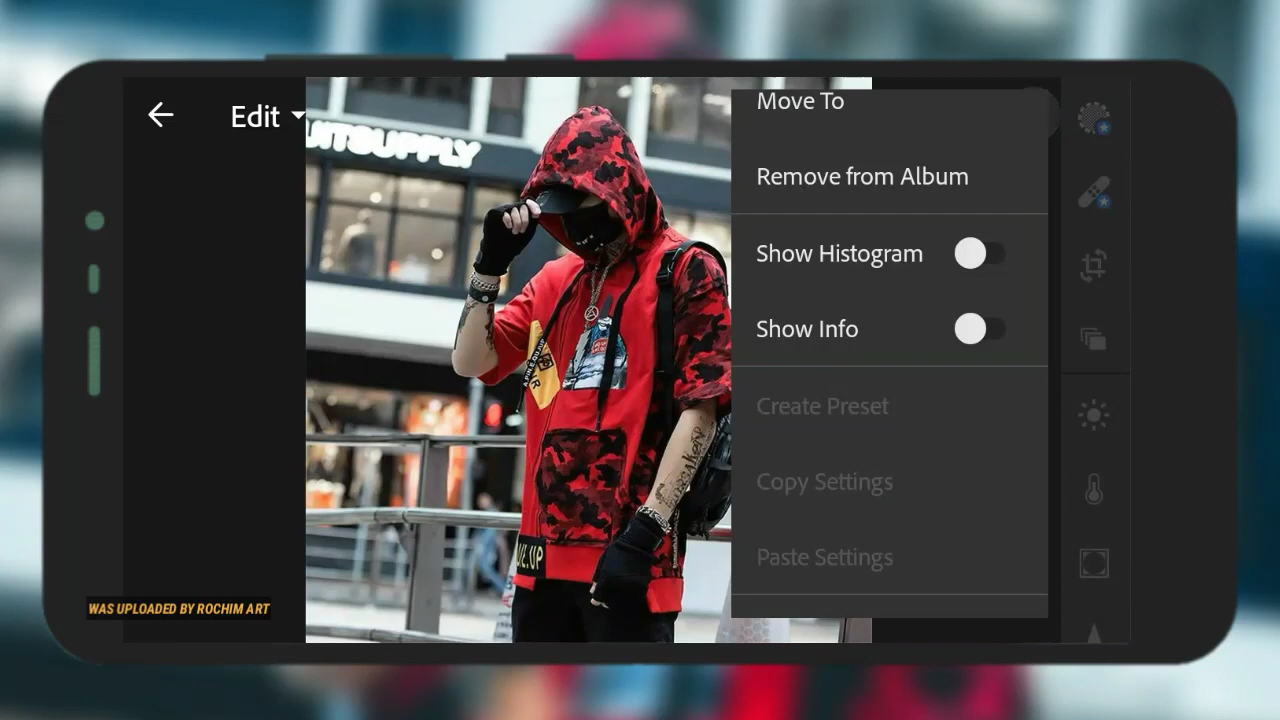 Edit
UITSUPPLY
Move To
Remove from Album
Show Histogram
Show Info
Create Preset
Copy Settings
Paste Settings
WAS UPLOADED BY ROCHIM ART